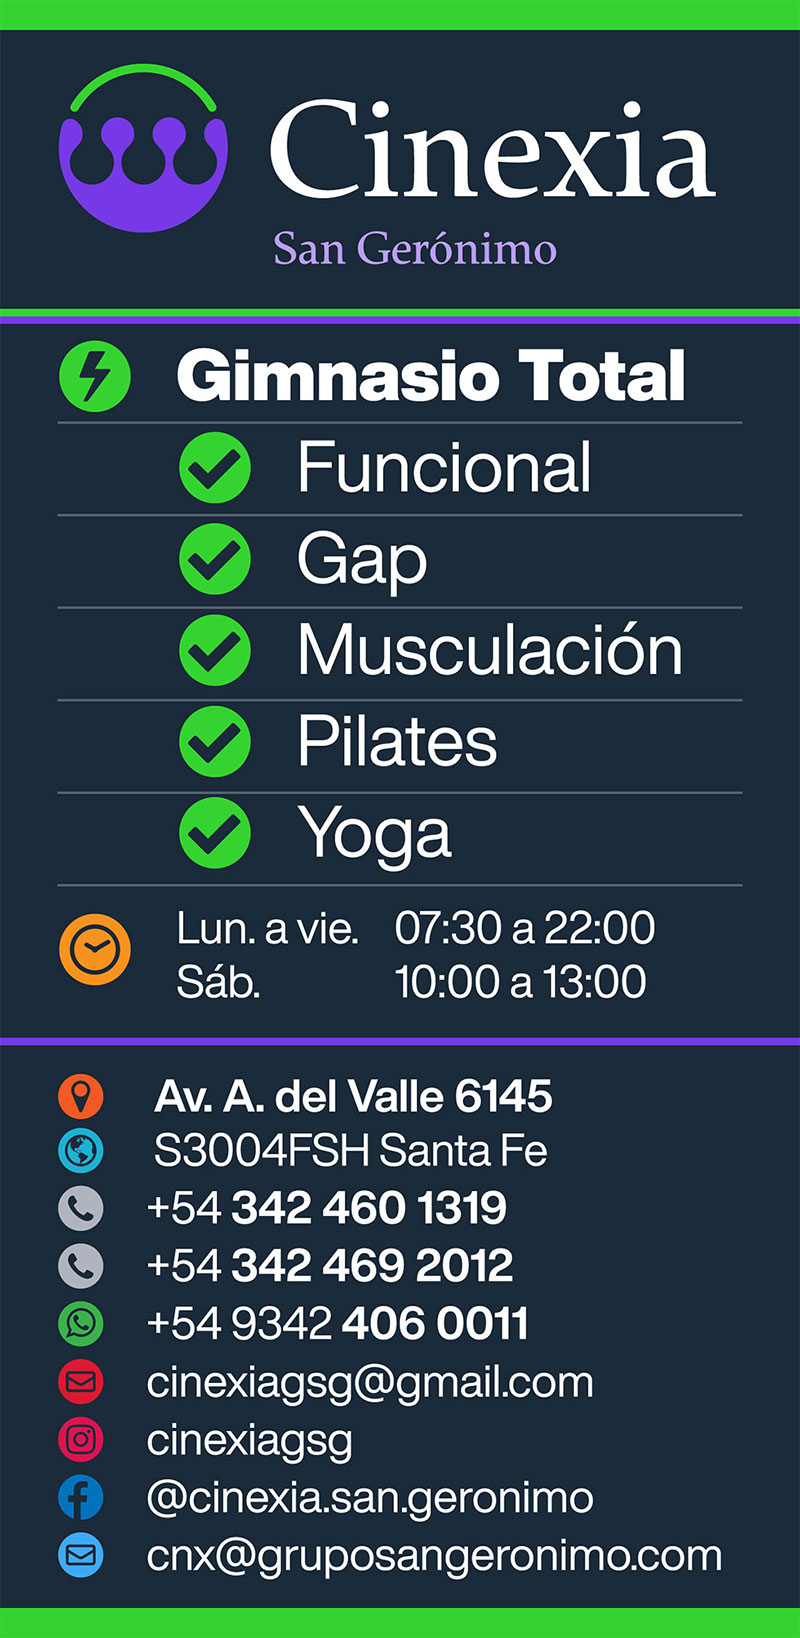 Cinexia
San Gerónimo
Gimnasio Total
Funcional
Gap
Musculación
Pilates
Yoga
Lun. a vie. 07:30 a 22:00
Sáb. 10:00 a 13:00
Av. A. del Valle 6145
S3004FSH Santa Fe
+54 342 460 1319
+54 342 469 2012
+54 9342 406 0011
cinexiagsg@gmail.com
cinexiagsg
@cinexia.san.geronimo
cnx@gruposangeronimo.com